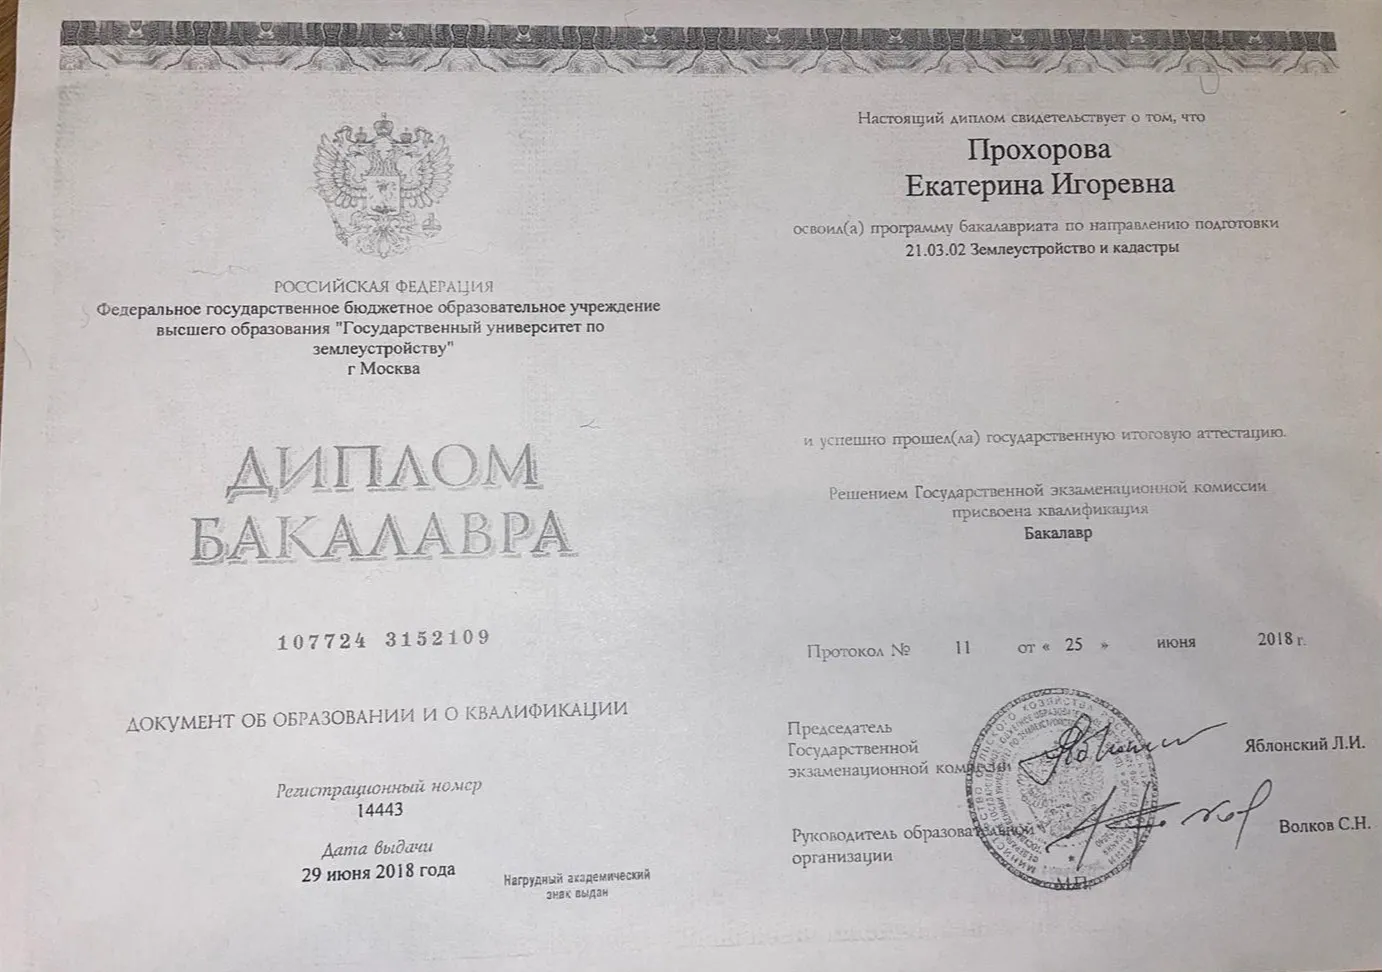 РОССИЙСКАЯ ФЕДЕРАЦИЯ
Федеральное государственное бюджетное образовательное учреждение
высшего образования "Государственный университет по
землеустройству"
г Москва
ДИПЛОМ
БАКАЛАВРА
107724 3152109
ДОКУМЕНТ ОБ ОБРАЗОВАНИИ И О КВАЛИФИКАЦИИ
Регистрационный номер
14443
Дата выдачи
29 июня 2018 года
Нагрудный академический
знак выдан
Настоящий диплом свидетельствует о том, что
Прохорова
Екатерина Игоревна
освоил(а) программу бакалавриата по направлению подготовки
21.03.02 Землеустройство и кадастры
и успешно прошел(ла) государственную итоговую аттестацию.
Решением Государственной экзаменационной комиссии
присвоена квалификация
Бакалавр
Протокол № 11 от « 25 » июня 2018 г.
Председатель
Государственной
экзаменационной комиссии
Яблонский Л.И.
Руководитель образовательной
организации
Волков С.Н.
М.П.